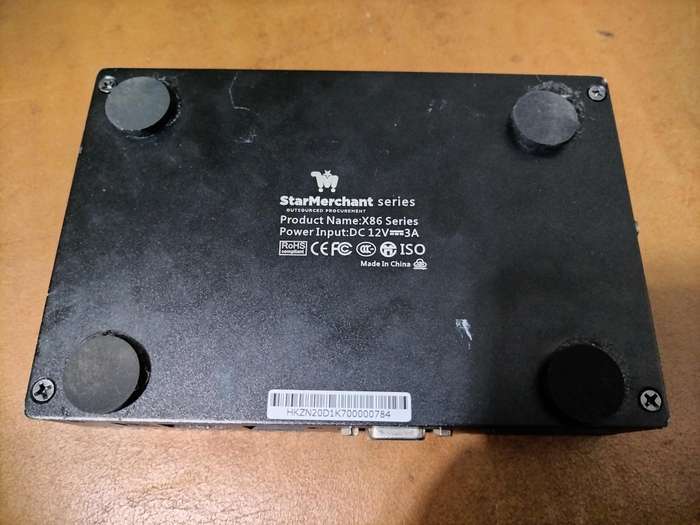 StarMerchant series
OUTSOURCED PROCUREMENT
Product Name:X86 Series
Power Input:DC 12V⎓3A
RoHS compliant CE FC CCC ISO
Made In China
HKZN20D1K700000784